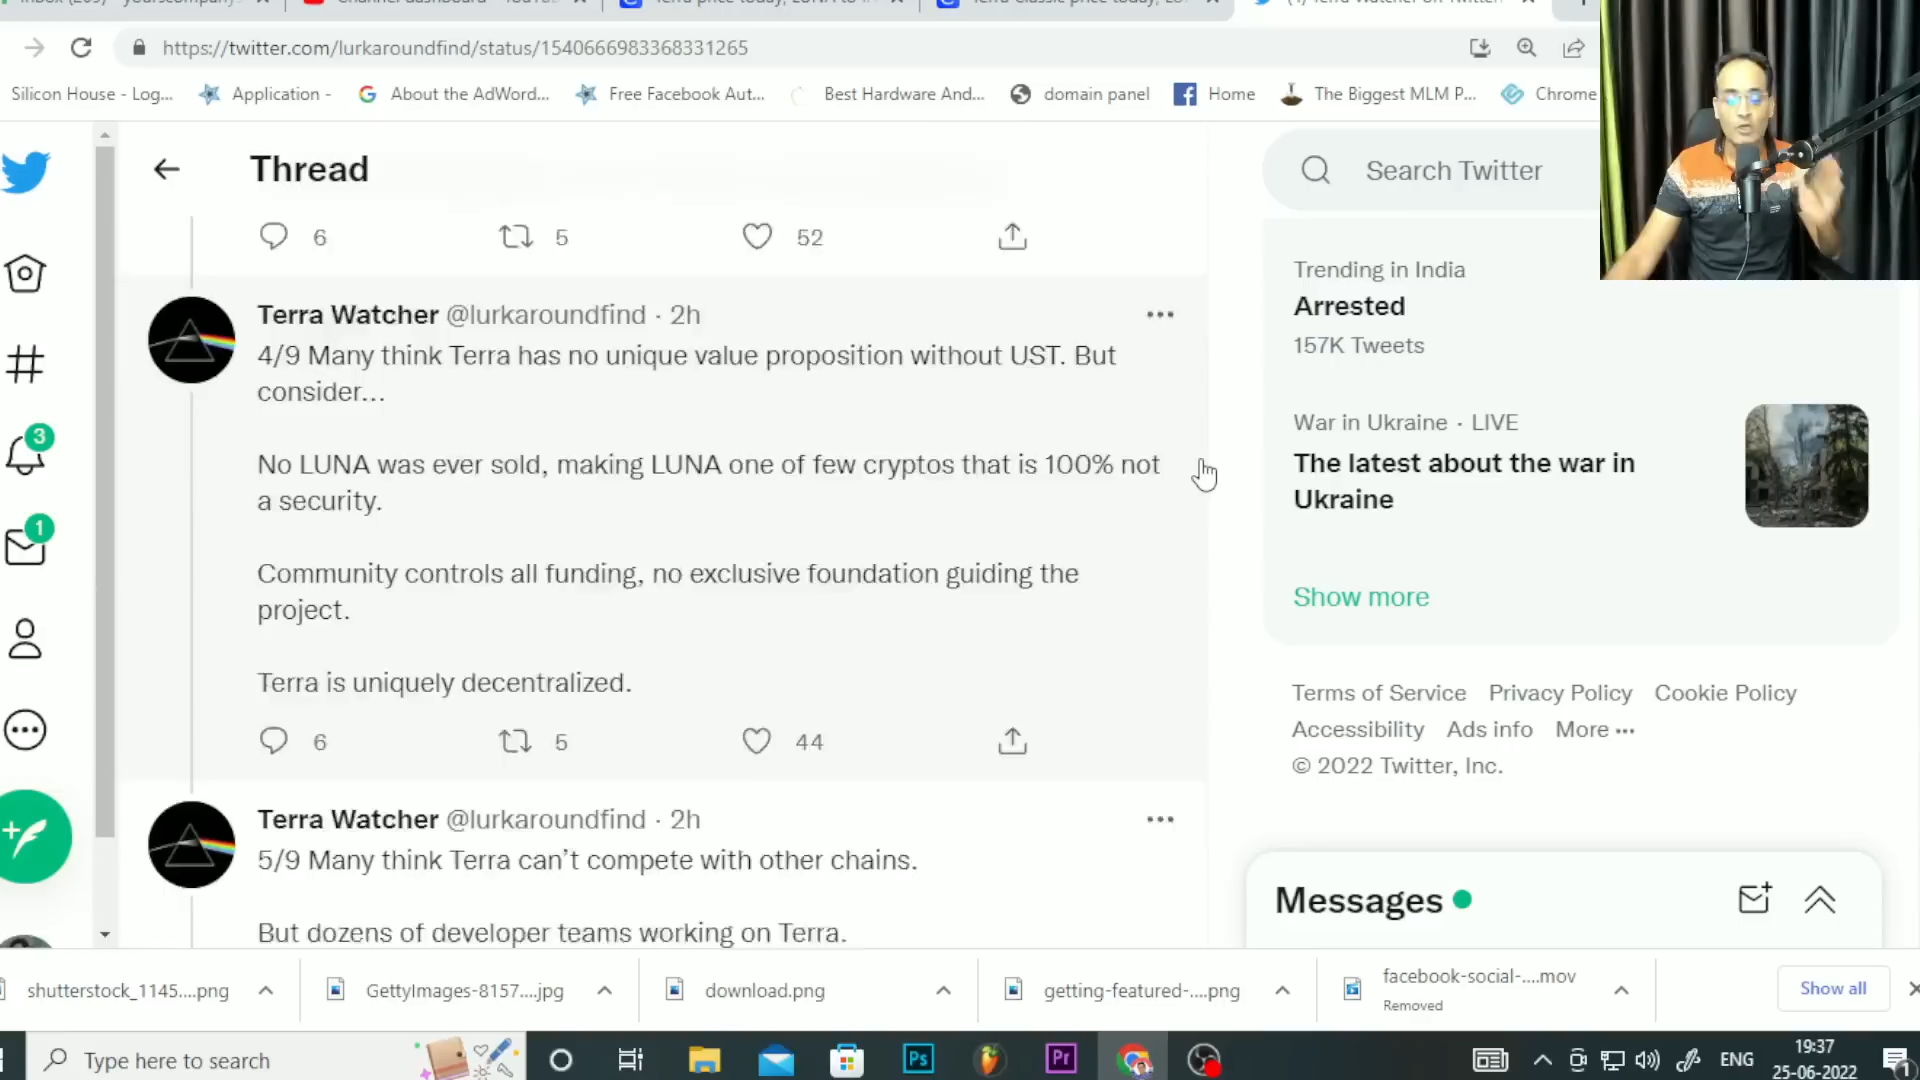 https://twitter.com/lurkaroundfind/status/1540666983368331265
Silicon House - Log...
Application -
About the AdWord...
Free Facebook Aut...
Best Hardware And...
domain panel
Home
The Biggest MLM P...
Chrome
Thread
Search Twitter
6 5 52
Trending in India
Arrested
157K Tweets
Terra Watcher @lurkaroundfind · 2h
4/9 Many think Terra has no unique value proposition without UST. But
consider...
No LUNA was ever sold, making LUNA one of few cryptos that is 100% not
a security.
Community controls all funding, no exclusive foundation guiding the
project.
Terra is uniquely decentralized.
6 5 44
War in Ukraine · LIVE
The latest about the war in
Ukraine
Show more
Terms of Service Privacy Policy Cookie Policy
Accessibility Ads info More ···
© 2022 Twitter, Inc.
3
1
Terra Watcher @lurkaroundfind · 2h
5/9 Many think Terra can't compete with other chains.
But dozens of developer teams working on Terra.
Messages
shutterstock_1145....png
GettyImages-8157....jpg
download.png
getting-featured-....png
facebook-social-....mov
Removed
Show all
Type here to search
Ps
Pr
ENG
19:37
25-06-2022
1